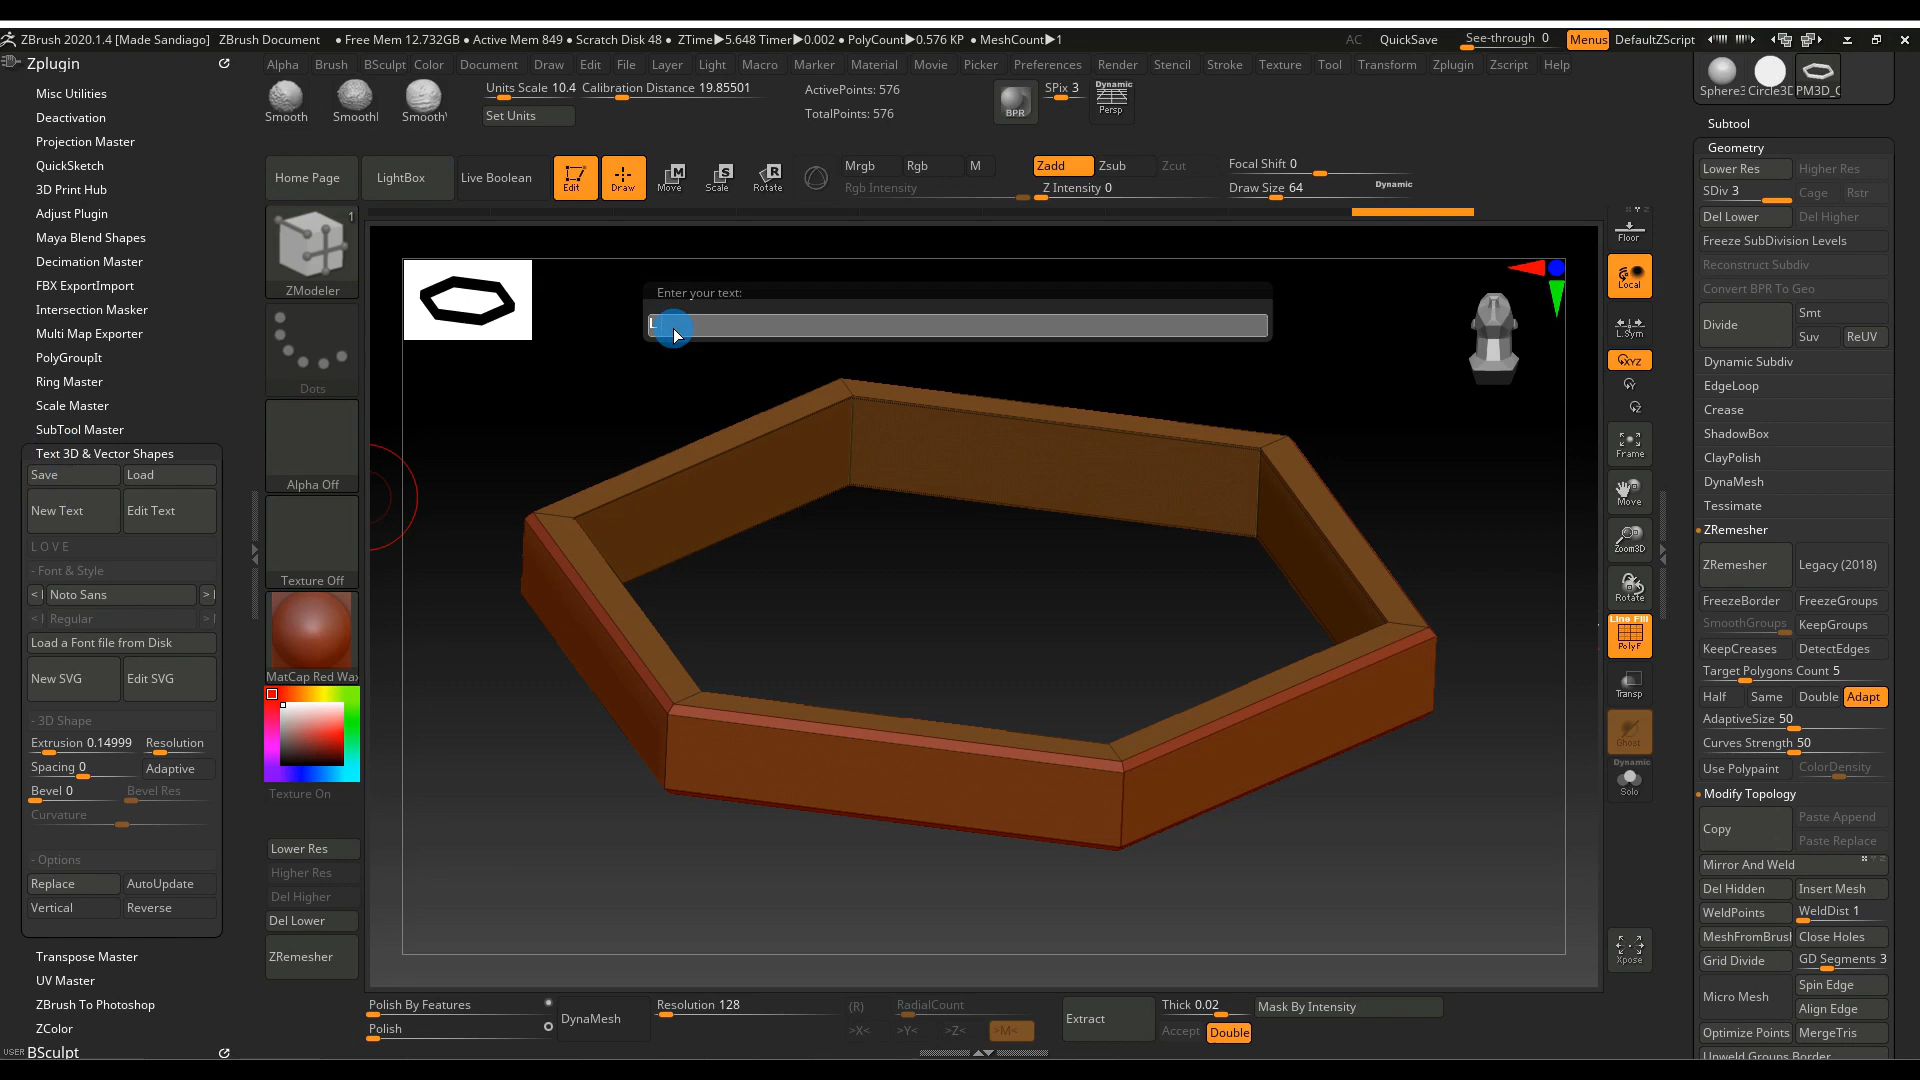 ZBrush 2020.1.4 [Made Sandiago] ZBrush Document • Free Mem 12.732GB • Active Mem 849 • Scratch Disk 48 • ZTime▶5.648 Timer▶0.002 • PolyCount▶0.576 KP • MeshCount▶1 AC QuickSave See-through 0 Menus DefaultZScript
Zplugin
Alpha Brush BSculpt Color Document Draw Edit File Layer Light Macro Marker Material Movie Picker Preferences Render Stencil Stroke Texture Tool Transform Zplugin Zscript Help
Misc Utilities
Deactivation
Projection Master
QuickSketch
3D Print Hub
Adjust Plugin
Maya Blend Shapes
Decimation Master
FBX ExportImport
Intersection Masker
Multi Map Exporter
PolyGroupIt
Ring Master
Scale Master
SubTool Master
Text 3D & Vector Shapes
Save Load
New Text Edit Text
L O V E
- Font & Style
< Noto Sans >
< Regular >
Load a Font file from Disk
New SVG Edit SVG
- 3D Shape
Extrusion 0.14999 Resolution
Spacing 0 Adaptive
Bevel 0 Bevel Res
Curvature
- Options
Replace AutoUpdate
Vertical Reverse
Transpose Master
UV Master
ZBrush To Photoshop
ZColor
USER BSculpt
Smooth Smooth Smooth
Units Scale 10.4 Calibration Distance 19.85501
Set Units
ActivePoints: 576
TotalPoints: 576
BPR
SPix 3
Dynamic
Persp
Home Page LightBox Live Boolean Edit Draw Move Scale Rotate
Mrgb Rgb M
Rgb Intensity
Zadd Zsub Zcut
Z Intensity 0
Focal Shift 0
Draw Size 64 Dynamic
1
ZModeler
Dots
Alpha Off
Texture Off
MatCap Red Wax
Texture On
Lower Res
Higher Res
Del Higher
Del Lower
ZRemesher
Enter your text:
L
Floor
Local
L.Sym
XYZ
Y
Z
Frame
Move
Zoom3D
Rotate
Line Fill
PolyF
Transp
Ghost
Dynamic
Solo
Xpose
Polish By Features
Polish
DynaMesh
Resolution 128
(R) RadialCount
>X< >Y< >Z< >M<
Extract
Thick 0.02
Accept Double
Mask By Intensity
Sphere3 Circle3D PM3D_C
Subtool
Geometry
Lower Res Higher Res
SDiv 3 Cage Rstr
Del Lower Del Higher
Freeze SubDivision Levels
Reconstruct Subdiv
Convert BPR To Geo
Divide Smt
Suv ReUV
Dynamic Subdiv
EdgeLoop
Crease
ShadowBox
ClayPolish
DynaMesh
Tessimate
ZRemesher
ZRemesher Legacy (2018)
FreezeBorder FreezeGroups
SmoothGroups KeepGroups
KeepCreases DetectEdges
Target Polygons Count 5
Half Same Double Adapt
AdaptiveSize 50
Curves Strength 50
Use Polypaint ColorDensity
Modify Topology
Copy Paste Append
Paste Replace
Mirror And Weld
Del Hidden Insert Mesh
WeldPoints WeldDist 1
MeshFromBrush Close Holes
Grid Divide GD Segments 3
Micro Mesh Spin Edge
Align Edge
Optimize Points MergeTris
Unweld Groups Border